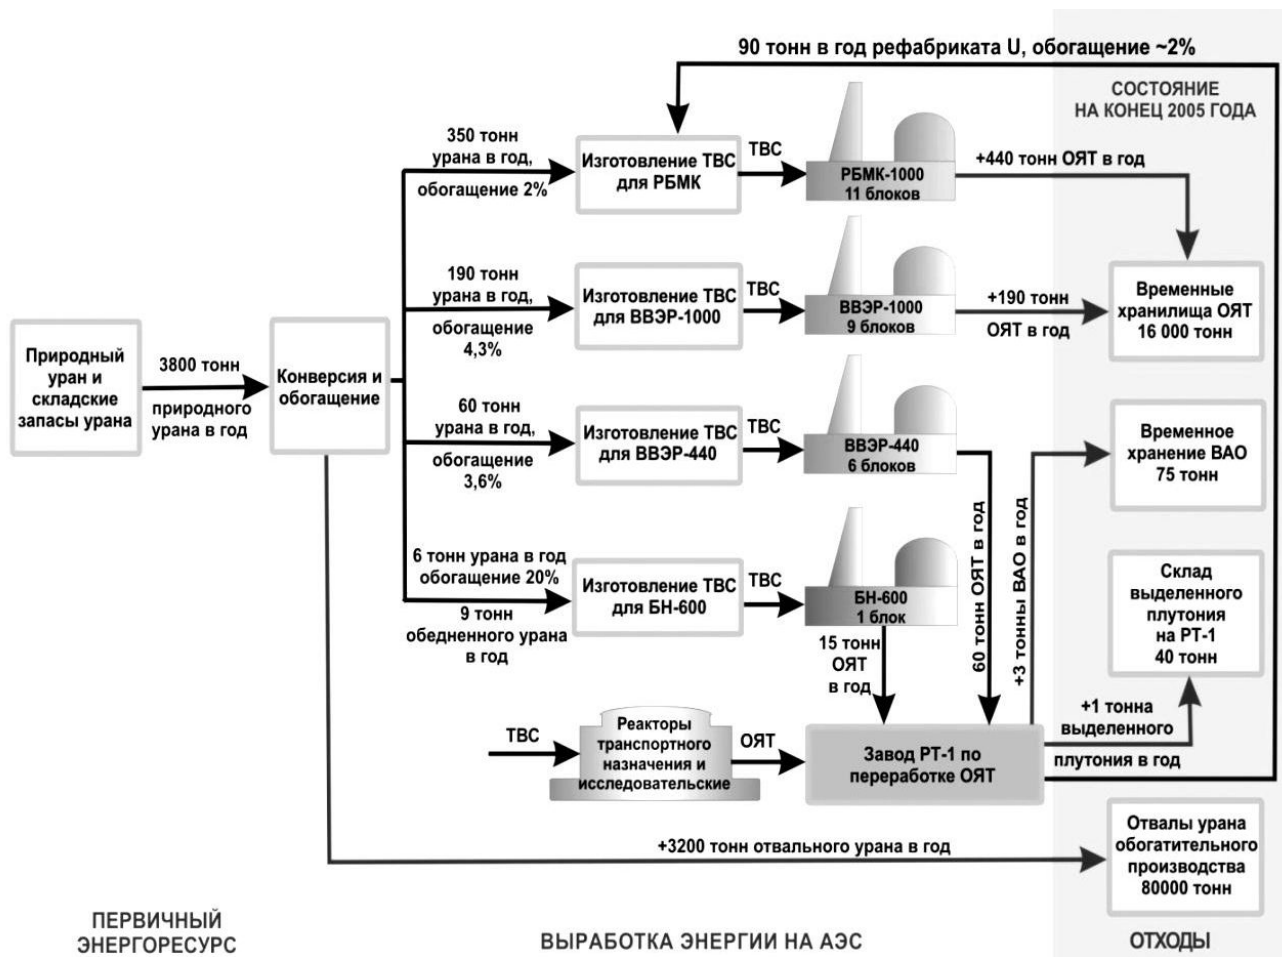 90 тонн в год рефабриката U, обогащение ~2%
СОСТОЯНИЕ
НА КОНЕЦ 2005 ГОДА
350 тонн
урана в год,
обогащение 2%
Изготовление ТВС
для РБМК
ТВС
РБМК-1000
11 блоков
+440 тонн ОЯТ в год
190 тонн
урана в год,
обогащение
4,3%
Изготовление ТВС
для ВВЭР-1000
ТВС
ВВЭР-1000
9 блоков
+190 тонн
ОЯТ в год
Временные
хранилища ОЯТ
16 000 тонн
Природный
уран и
складские
запасы урана
3800 тонн
природного
урана в год
Конверсия и
обогащение
60 тонн
урана в год,
обогащение
3,6%
Изготовление ТВС
для ВВЭР-440
ТВС
ВВЭР-440
6 блоков
60 тонн ОЯТ в год
+3 тонны ВАО в год
Временное
хранение ВАО
75 тонн
6 тонн урана в год
обогащение 20%
9 тонн
обедненного урана
в год
Изготовление ТВС
для БН-600
ТВС
БН-600
1 блок
15 тонн
ОЯТ
в год
Склад
выделенного
плутония
на РТ-1
40 тонн
ТВС
Реакторы
транспортного
назначения и
исследовательские
ОЯТ
Завод РТ-1 по
переработке ОЯТ
+1 тонна
выделенного
плутония в год
+3200 тонн отвального урана в год
Отвалы урана
обогатительного
производства
80000 тонн
ПЕРВИЧНЫЙ
ЭНЕРГОРЕСУРС
ВЫРАБОТКА ЭНЕРГИИ НА АЭС
ОТХОДЫ